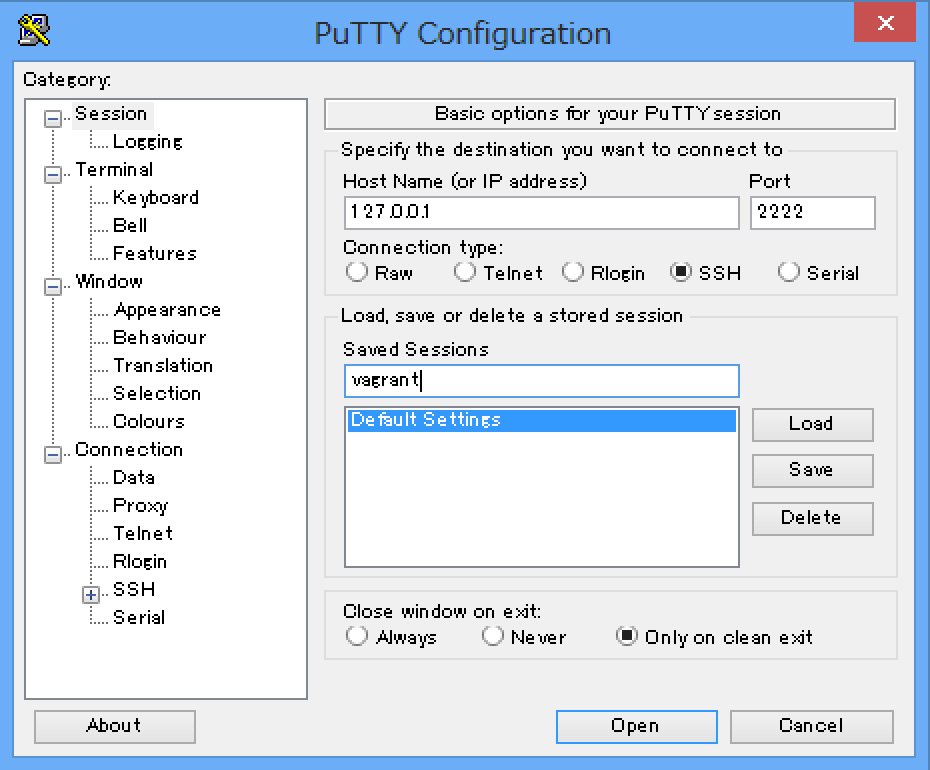 PuTTY Configuration
Category:
Session
Logging
Terminal
Keyboard
Bell
Features
Window
Appearance
Behaviour
Translation
Selection
Colours
Connection
Data
Proxy
Telnet
Rlogin
SSH
Serial
Basic options for your PuTTY session
Specify the destination you want to connect to
Host Name (or IP address) Port
127.0.0.1 2222
Connection type:
Raw Telnet Rlogin SSH Serial
Load, save or delete a stored session
Saved Sessions
vagrant
Default Settings
Load
Save
Delete
Close window on exit:
Always Never Only on clean exit
About Open Cancel